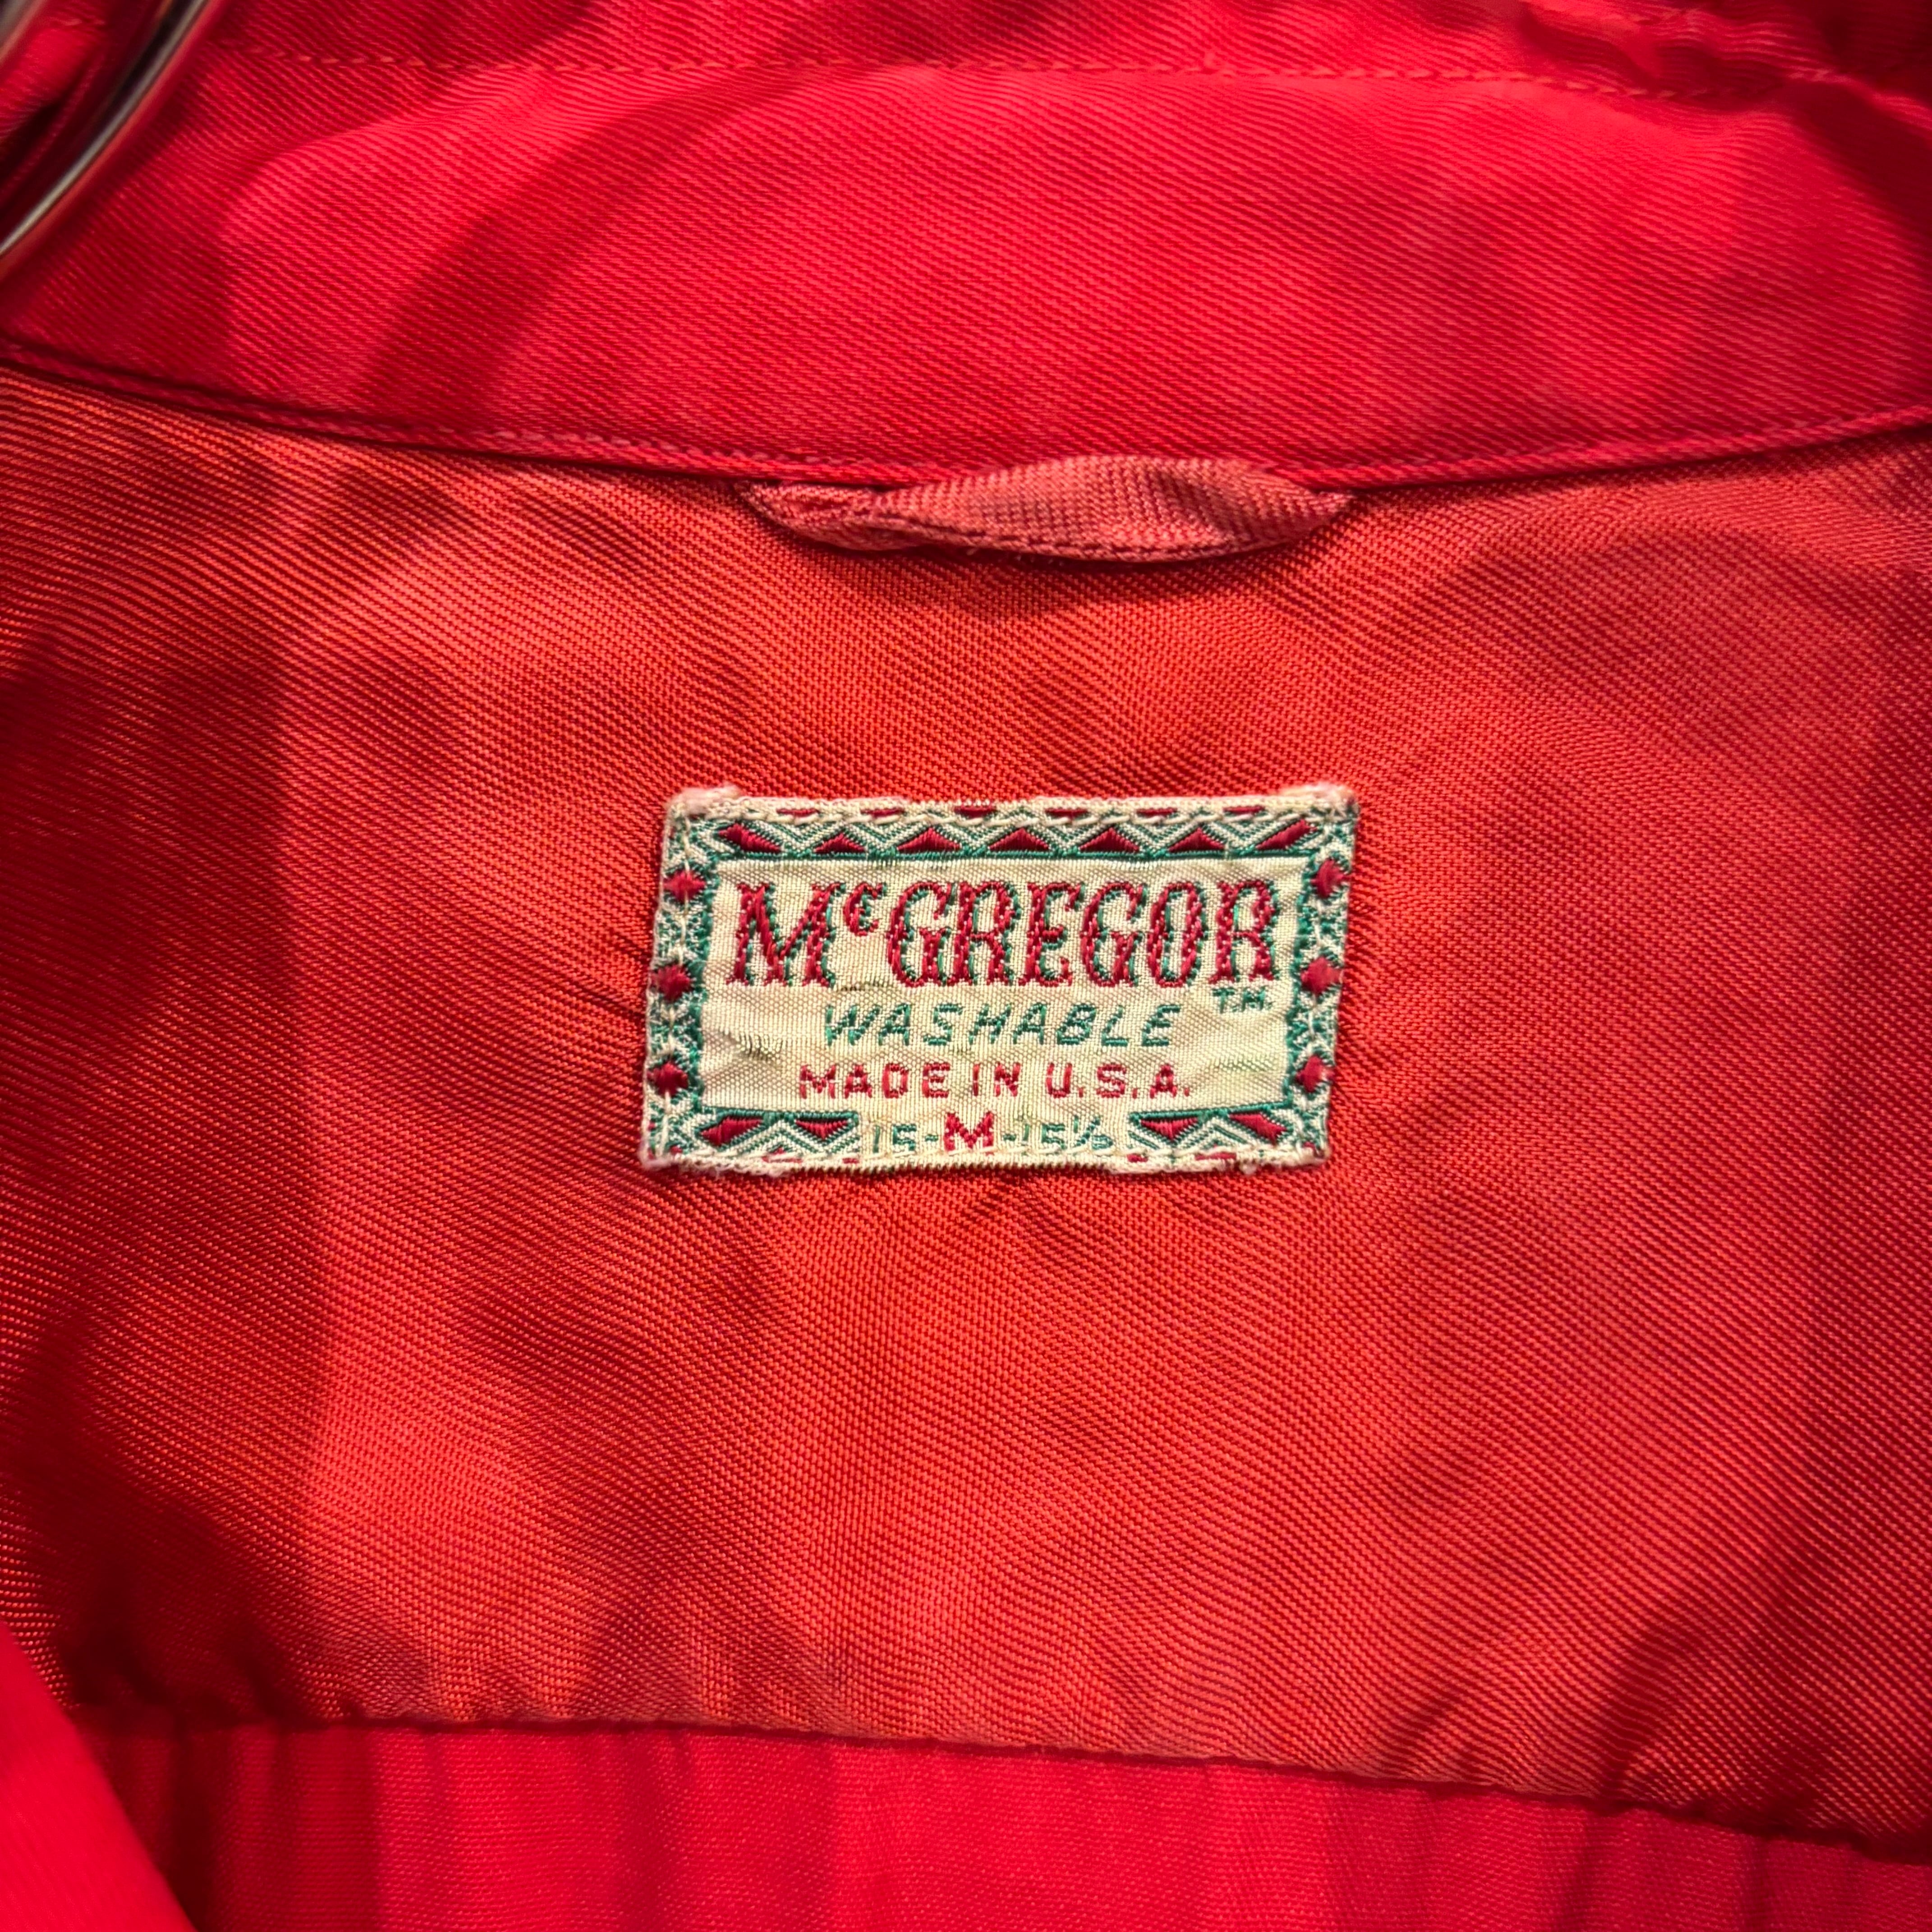 McGREGOR
TM
WASHABLE
MADE IN U.S.A.
15-M-15½